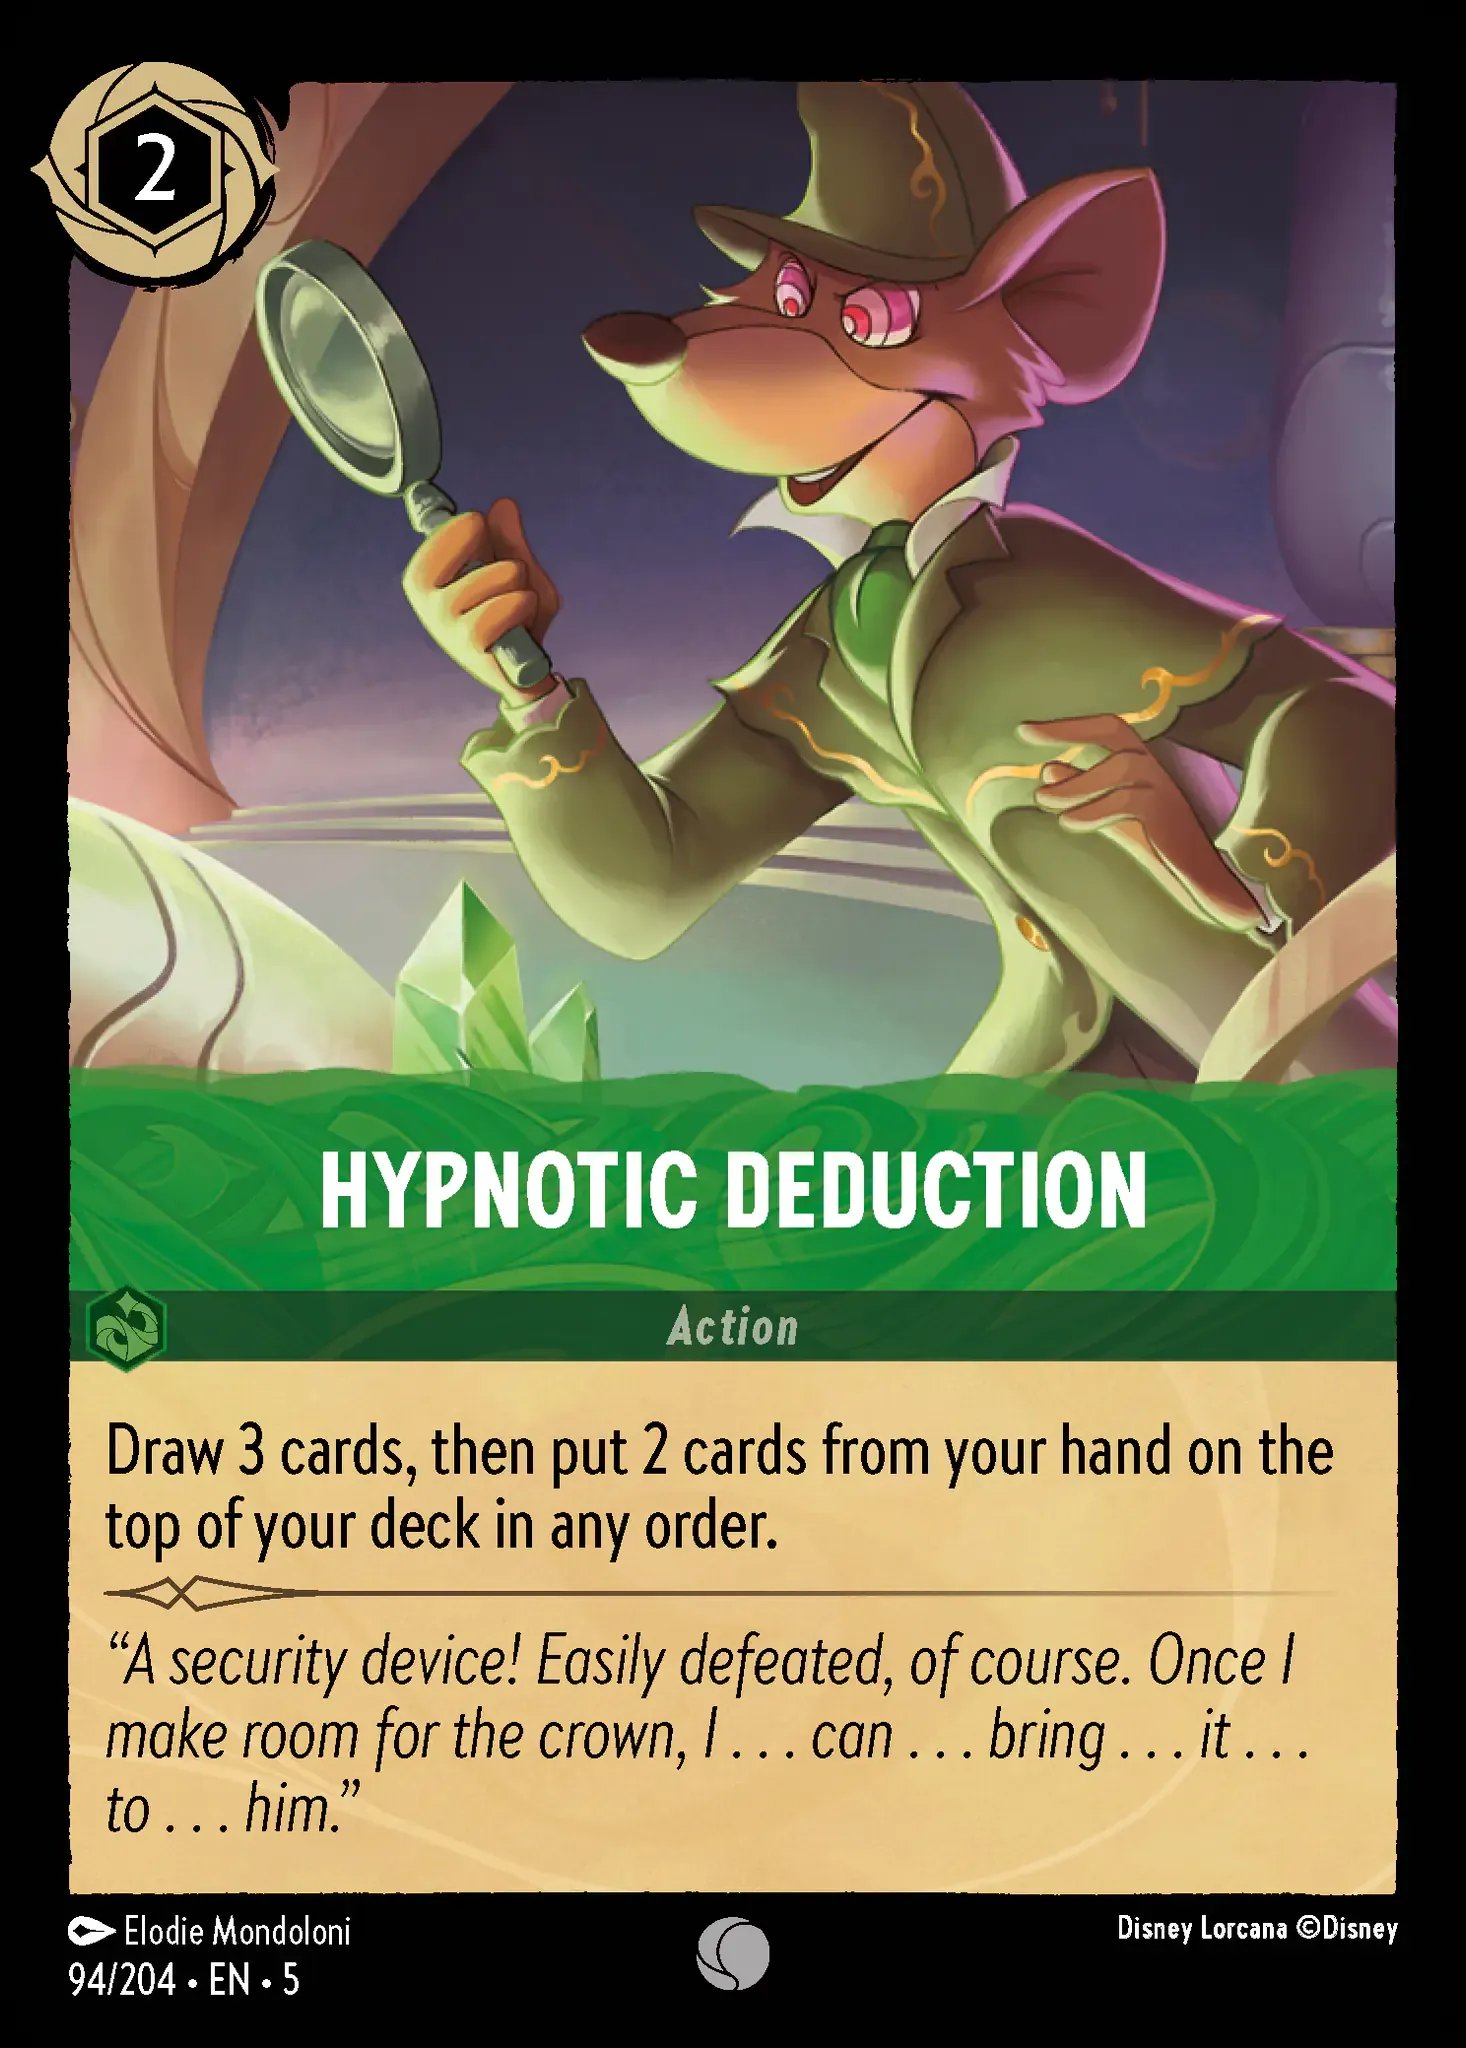 2
HYPNOTIC DEDUCTION
Action
Draw 3 cards, then put 2 cards from your hand on the
top of your deck in any order.
“A security device! Easily defeated, of course. Once I
make room for the crown, I . . . can . . . bring . . . it . . .
to . . . him.”
Elodie Mondoloni
Disney Lorcana ©Disney
94/204 • EN • 5